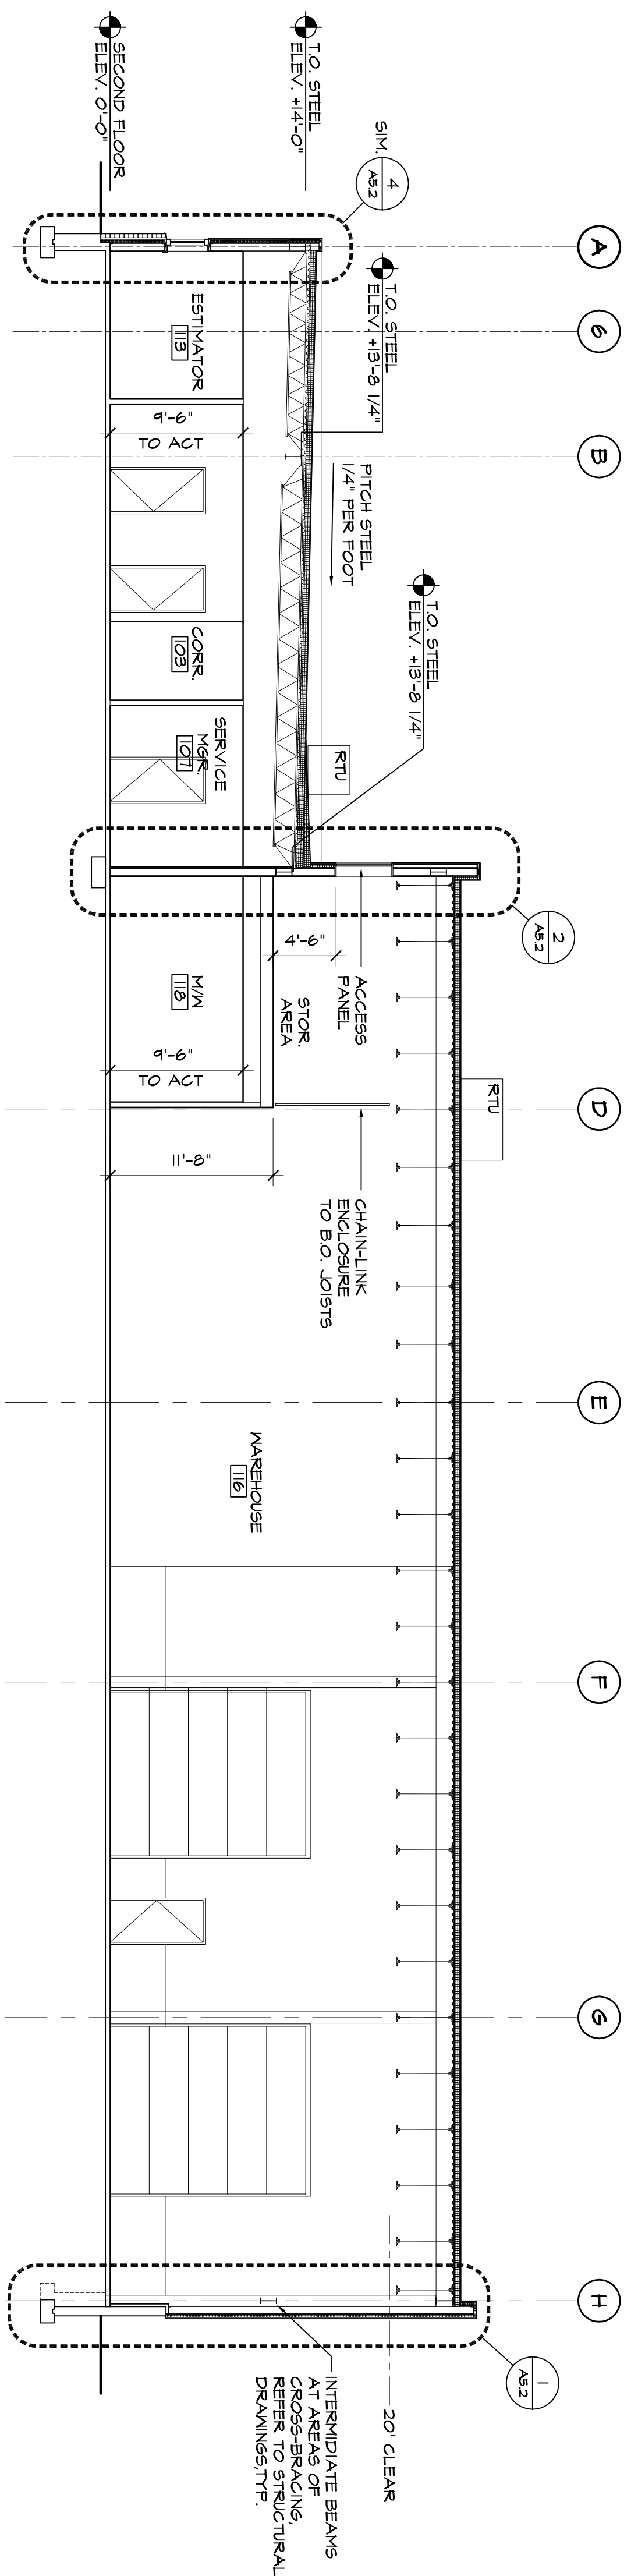 A
6
B
D
E
F
G
H
T.O. STEEL
ELEV. +14'-0"
SECOND FLOOR
ELEV. 0'-0"
SIM.
4
A5.2
T.O. STEEL
ELEV. +13'-8 1/4"
PITCH STEEL
1/4" PER FOOT
T.O. STEEL
ELEV. +13'-8 1/4"
RTU
ESTIMATOR
113
9'-6"
TO ACT
CORR.
103
SERVICE
MGR.
107
2
A5.2
4'-6"
ACCESS
PANEL
STOR.
AREA
M/W
118
9'-6"
TO ACT
RTU
11'-8"
CHAIN-LINK
ENCLOSURE
TO B.O. JOISTS
WAREHOUSE
116
1
A5.2
20' CLEAR
INTERMIDIATE BEAMS
AT AREAS OF
CROSS-BRACING,
REFER TO STRUCTURAL
DRAWINGS,TYP.